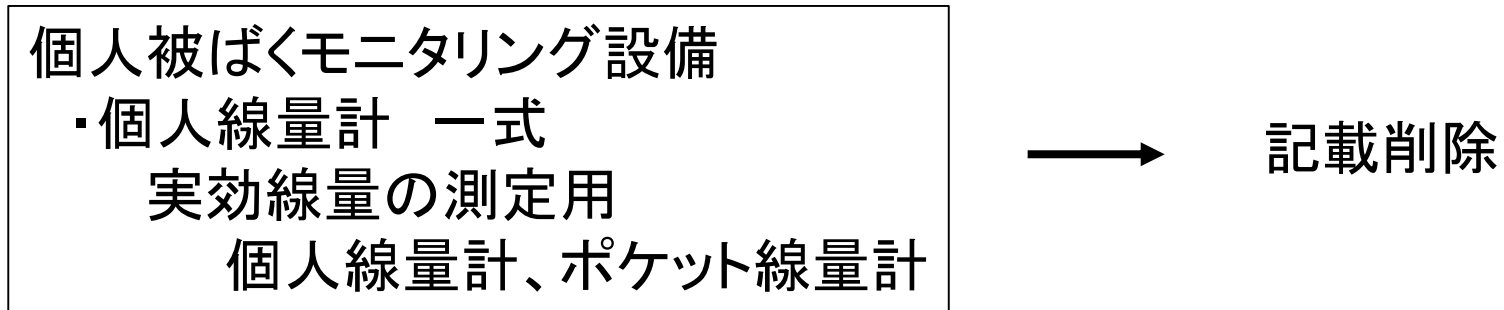 個人被ばくモニタリング設備
・個人線量計　一式
実効線量の測定用
個人線量計、ポケット線量計
記載削除